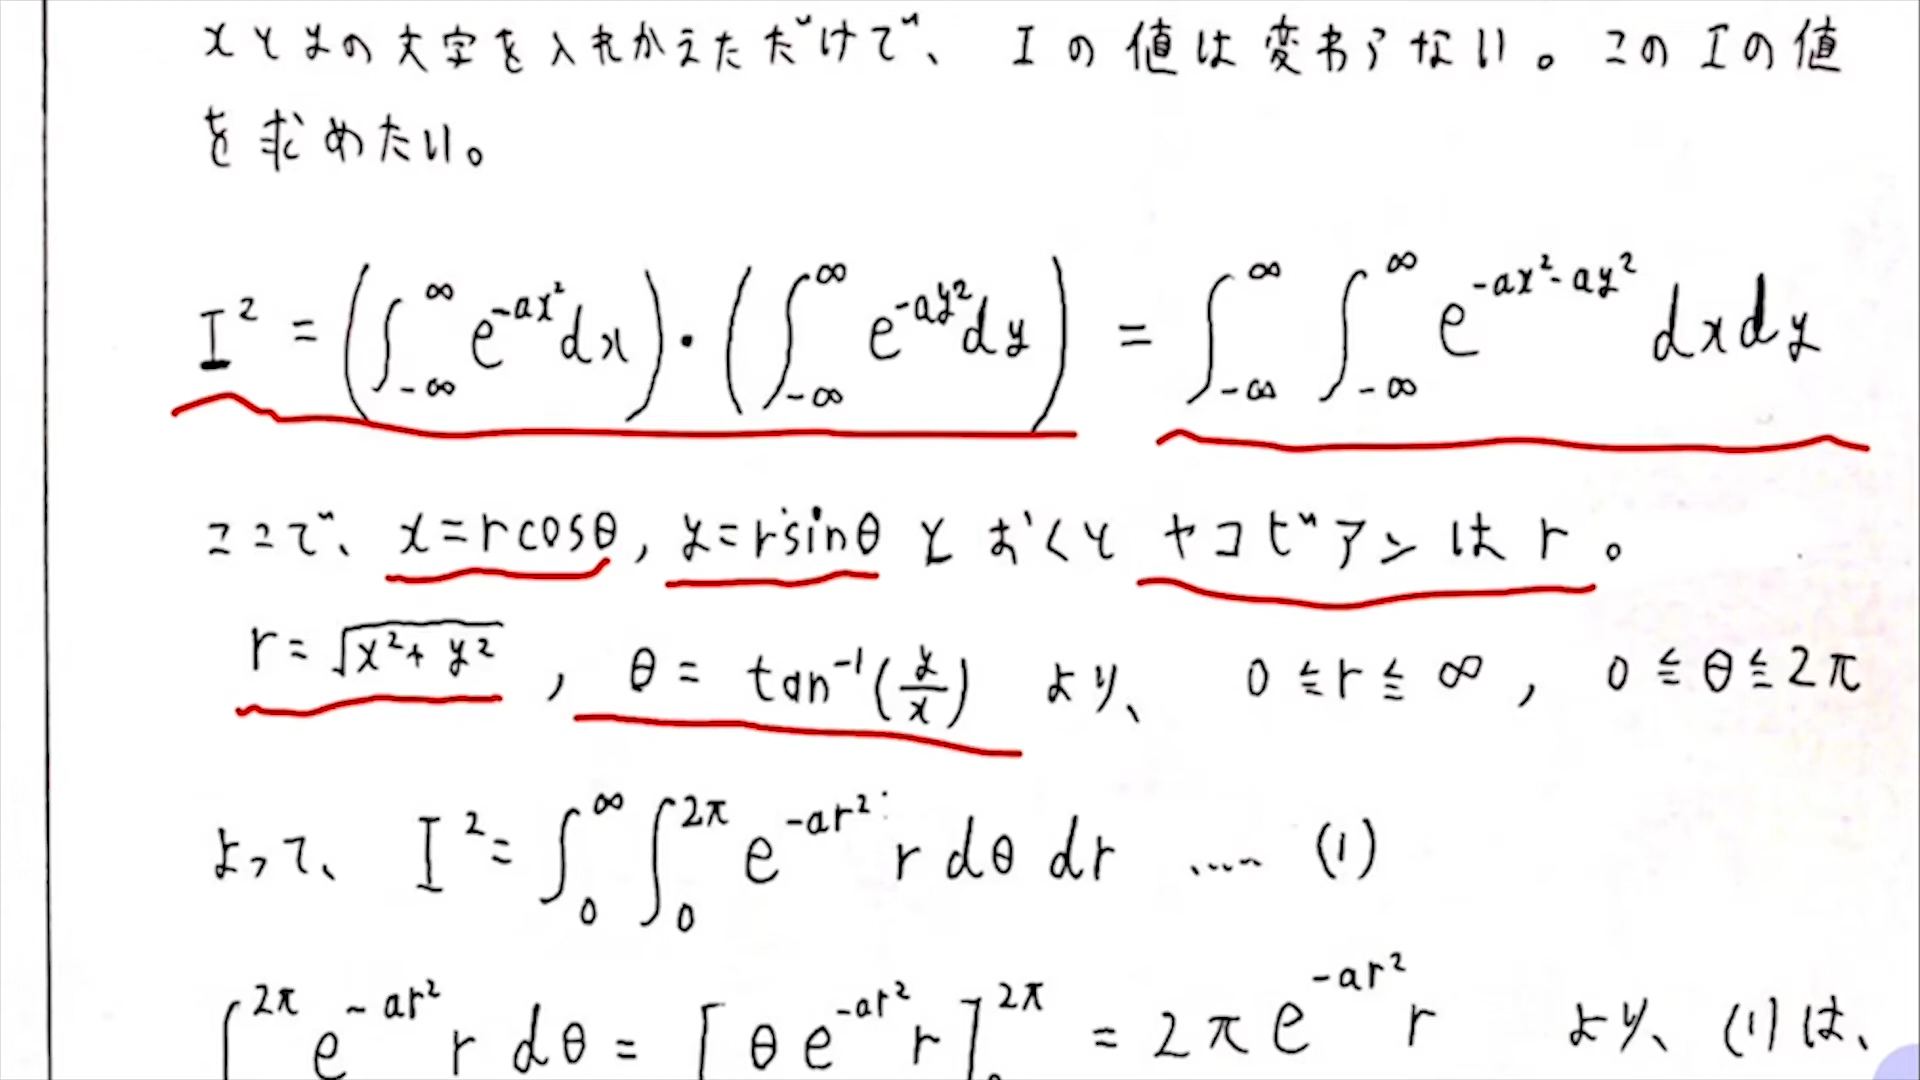 xとyの文字を入れかえただけで、Iの値は変わらない。このIの値
を求めたい。
I² = (∫_{-∞}^{∞} e^{-ax²} dx)・(∫_{-∞}^{∞} e^{-ay²} dy) = ∫_{-∞}^{∞} ∫_{-∞}^{∞} e^{-ax²-ay²} dxdy
ここで、x=rcosθ, y=rsinθ とおくと ヤコビアンは r。
r=√(x²+y²) , θ= tan⁻¹(y/x) より、 0≦r≦∞, 0≦θ≦2π
よって、 I² = ∫_0^∞ ∫_0^{2π} e^{-ar²} r dθ dr ..... (1)
∫^{2π} e^{-ar²} r dθ = [θe^{-ar²} r]^{2π} = 2πe^{-ar²} r より、(1)は、